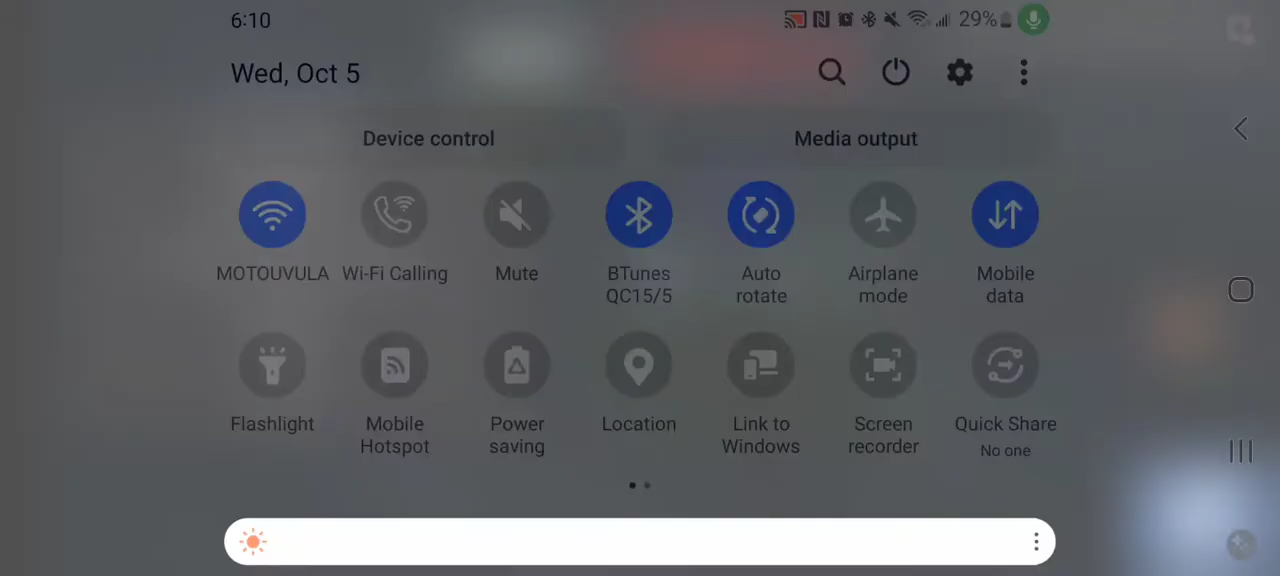 6:10
29%
Wed, Oct 5
Device control
Media output
MOTOUVULA
Wi-Fi Calling
Mute
BTunes
QC15/5
Auto
rotate
Airplane
mode
Mobile
data
Flashlight
Mobile
Hotspot
Power
saving
Location
Link to
Windows
Screen
recorder
Quick Share
No one